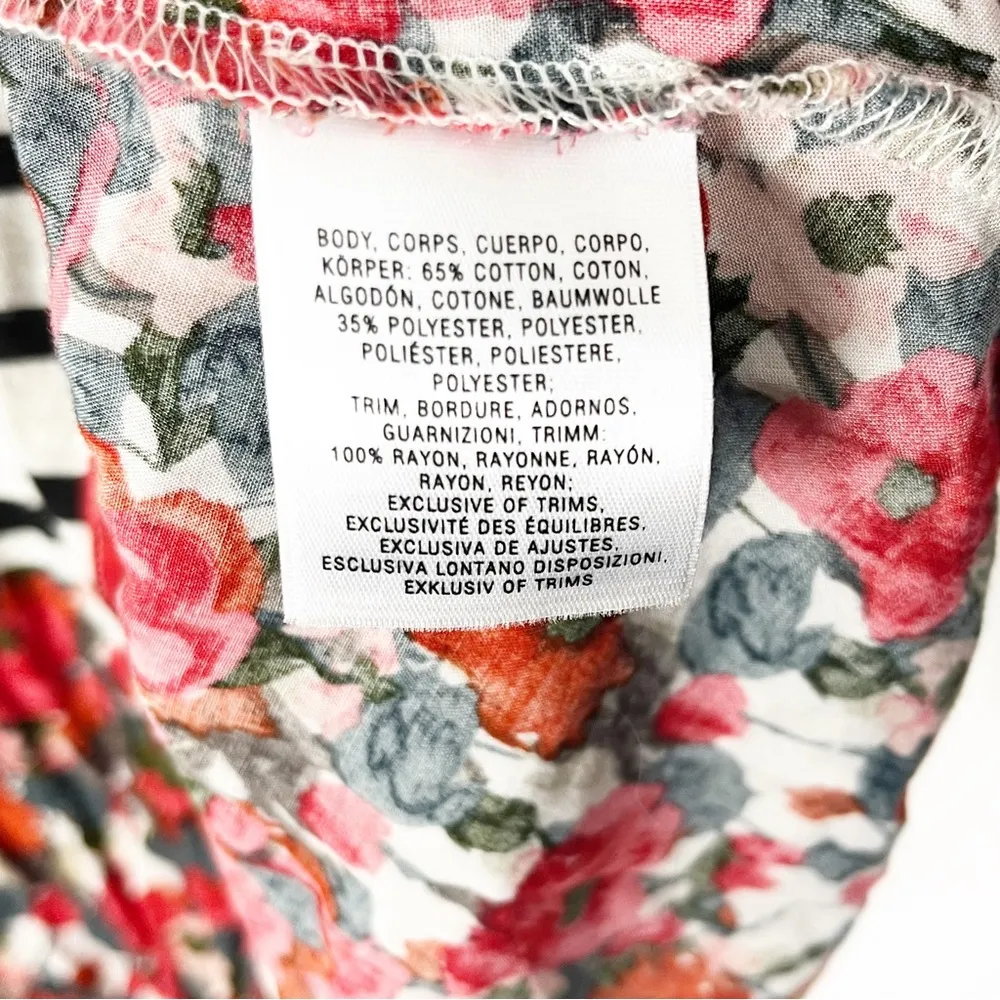 BODY, CORPS, CUERPO, CORPO,
KÖRPER: 65% COTTON, COTON,
ALGODÓN, COTONE, BAUMWOLLE
35% POLYESTER, POLYESTER,
POLIÉSTER, POLIESTERE,
POLYESTER;
TRIM, BORDURE, ADORNOS,
GUARNIZIONI, TRIMM:
100% RAYON, RAYONNE, RAYÓN,
RAYON, REYON;
EXCLUSIVE OF TRIMS,
EXCLUSIVITÉ DES ÉQUILIBRES,
EXCLUSIVA DE AJUSTES,
ESCLUSIVA LONTANO DISPOSIZIONI,
EXKLUSIV OF TRIMS